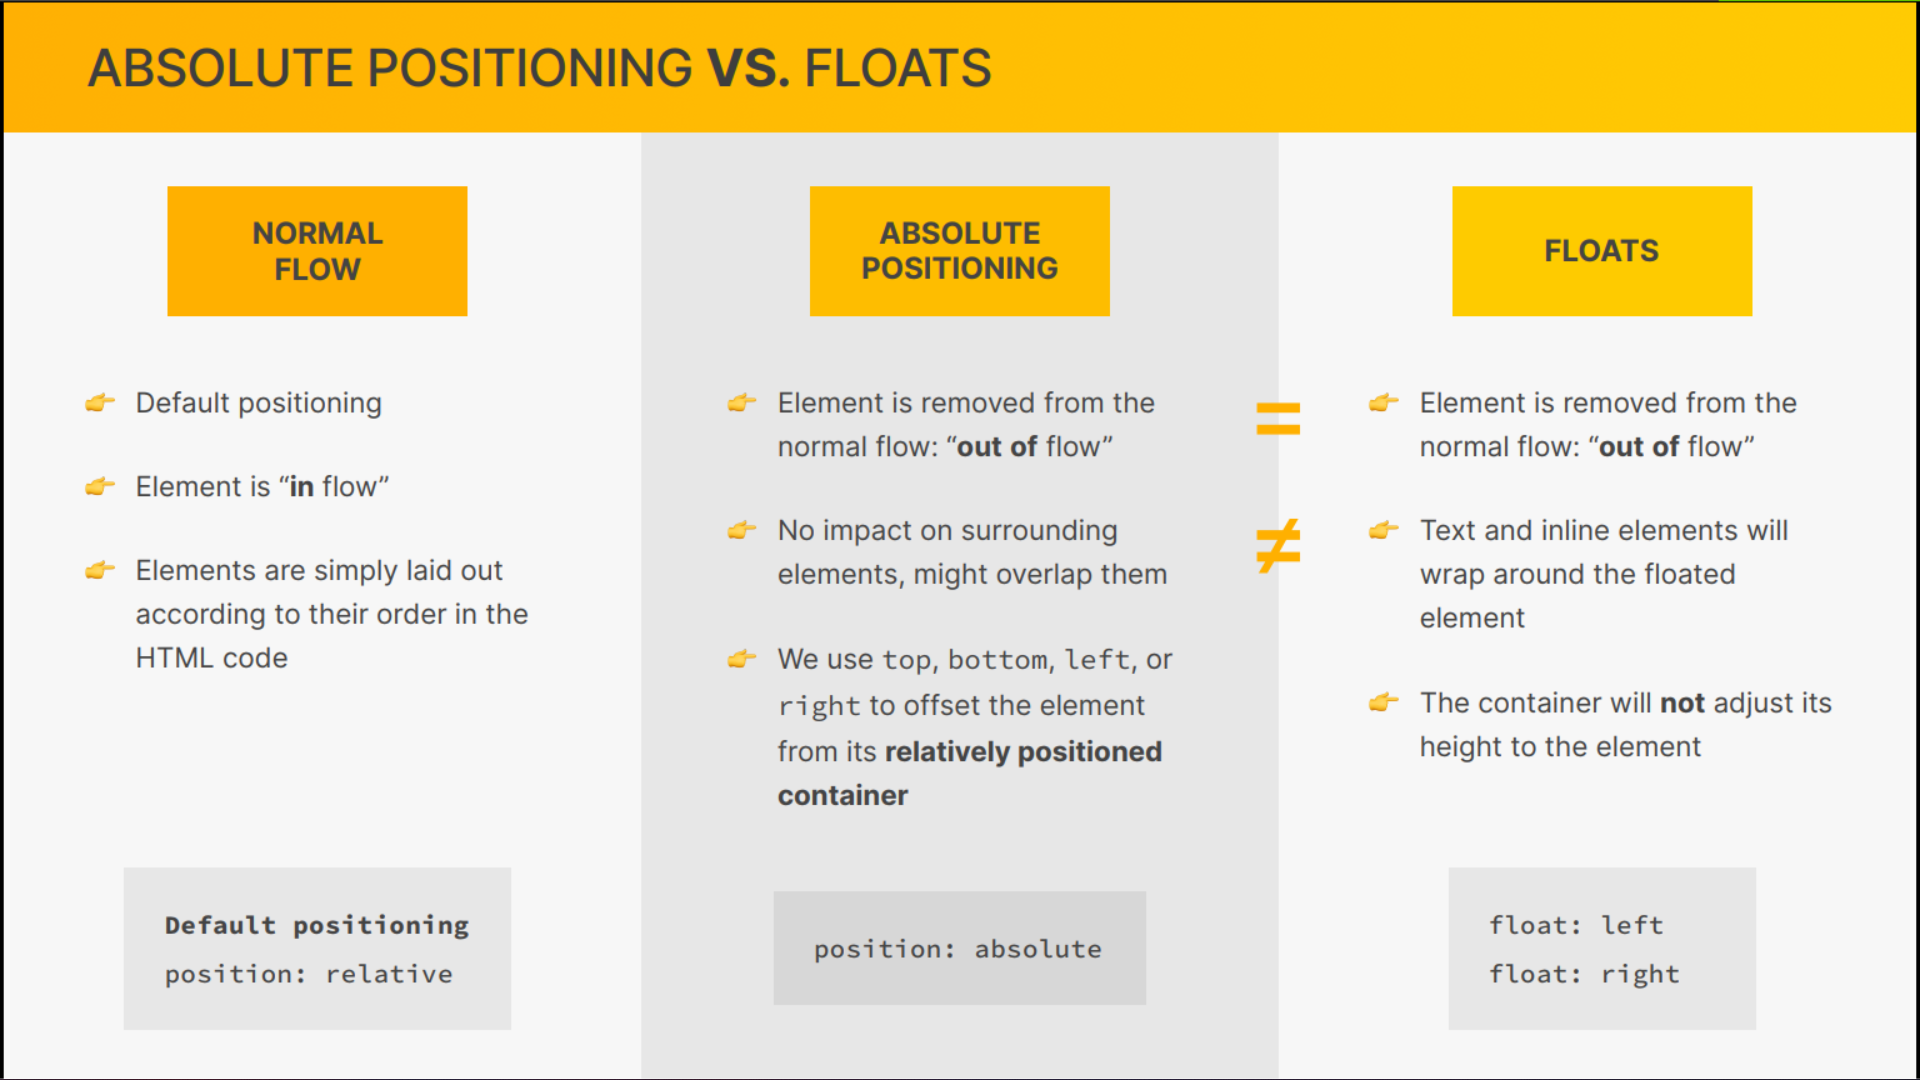 ABSOLUTE POSITIONING VS. FLOATS
NORMAL
FLOW
Default positioning
Element is “in flow”
Elements are simply laid out
according to their order in the
HTML code
Default positioning
position: relative
ABSOLUTE
POSITIONING
Element is removed from the
normal flow: “out of flow”
No impact on surrounding
elements, might overlap them
We use top, bottom, left, or
right to offset the element
from its relatively positioned
container
position: absolute
=
≠
FLOATS
Element is removed from the
normal flow: “out of flow”
Text and inline elements will
wrap around the floated
element
The container will not adjust its
height to the element
float: left
float: right